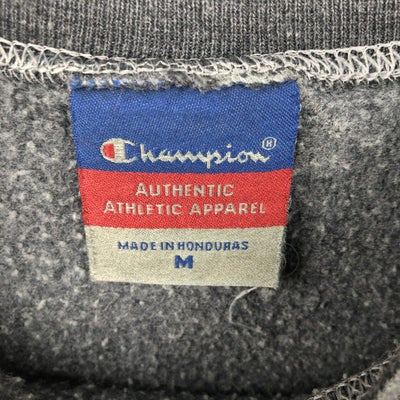 Champion®
AUTHENTIC
ATHLETIC APPAREL
MADE IN HONDURAS
M